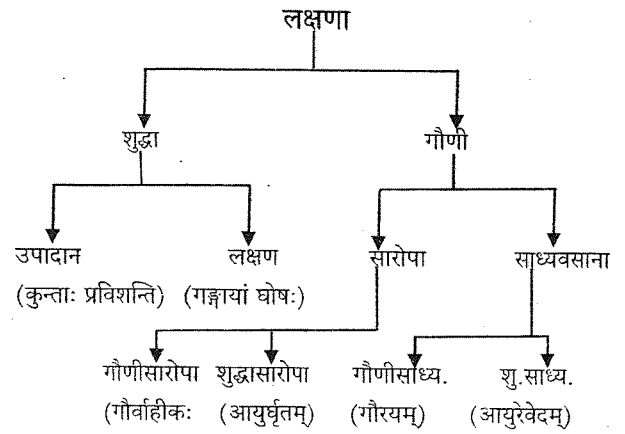 लक्षणा
शुद्धा गौणी
उपादान लक्षण सारोपा साध्यवसाना
(कुन्ताः प्रविशन्ति) (गङ्गायां घोषः)
गौणीसारोपा शुद्धासारोपा गौणीसाध्य. शु.साध्य.
(गौर्वाहीकः (आयुर्घृतम्) (गौरयम्) (आयुरेवेदम्)